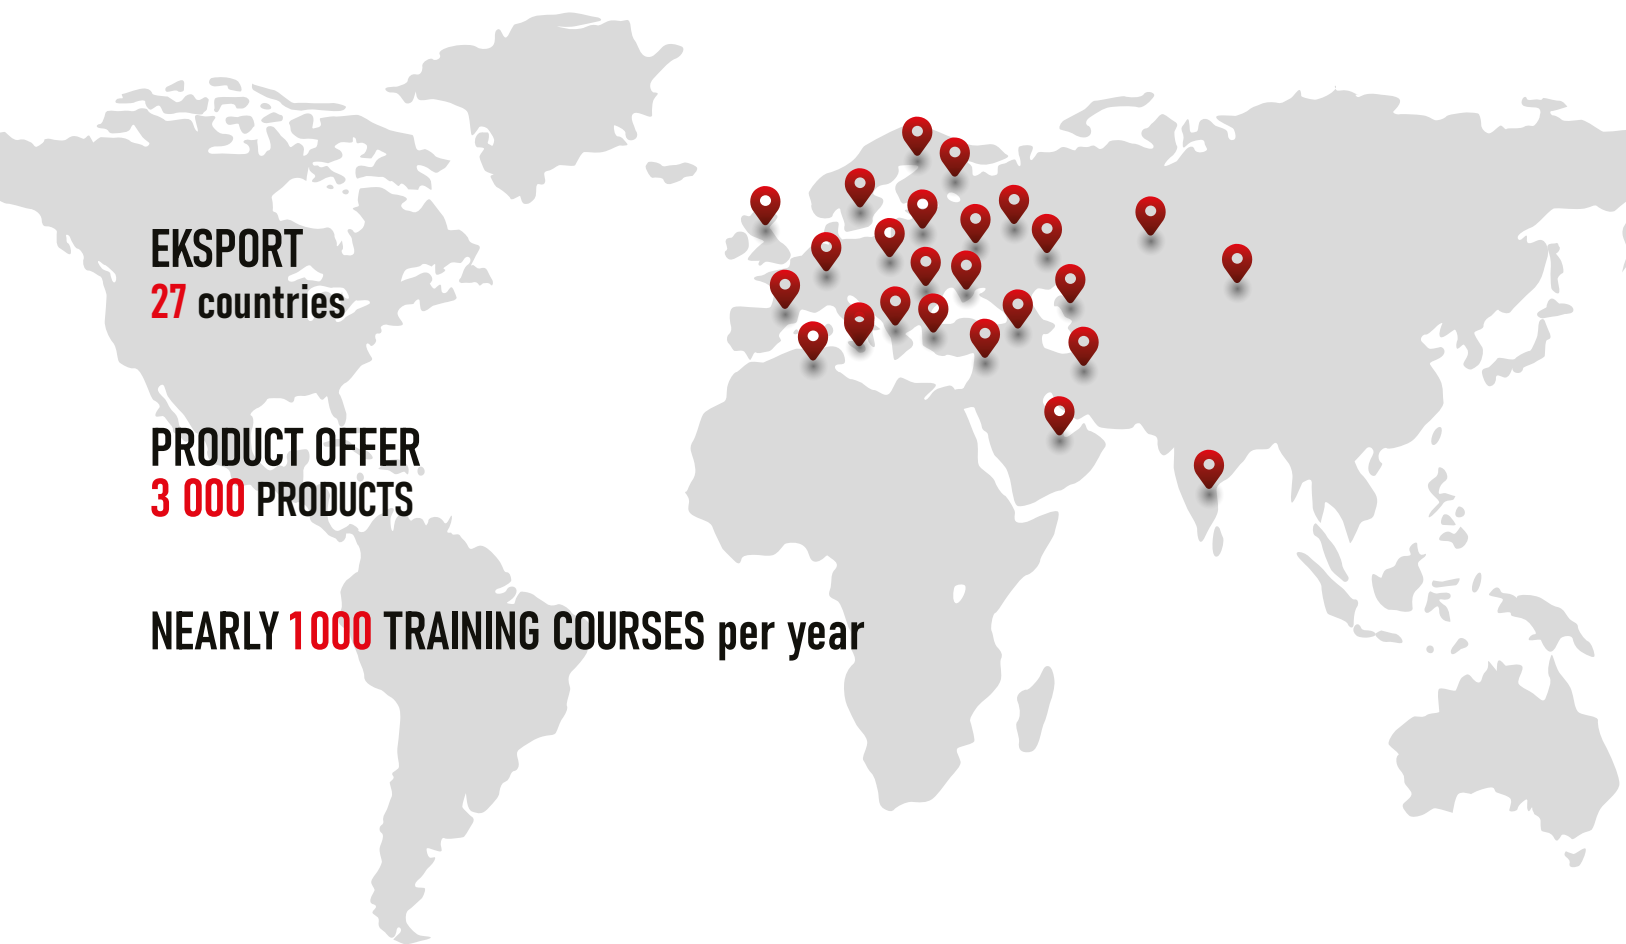 EKSPORT
27 countries
PRODUCT OFFER
3 000 PRODUCTS
NEARLY 1000 TRAINING COURSES per year